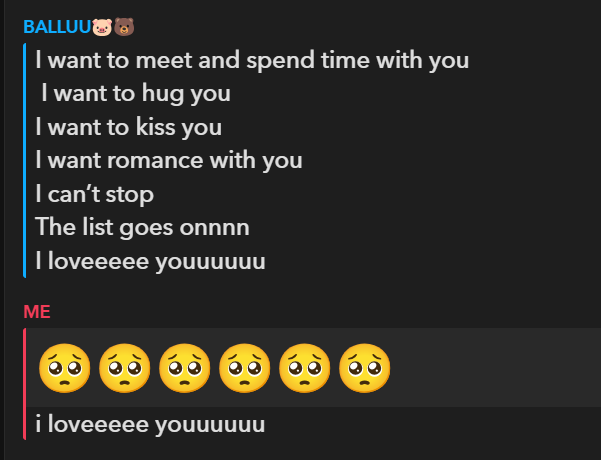 BALLUU🐷🐻
I want to meet and spend time with you
I want to hug you
I want to kiss you
I want romance with you
I can't stop
The list goes onnnn
I loveeeee youuuuuu
ME
🥺🥺🥺🥺🥺🥺
i loveeeee youuuuuu